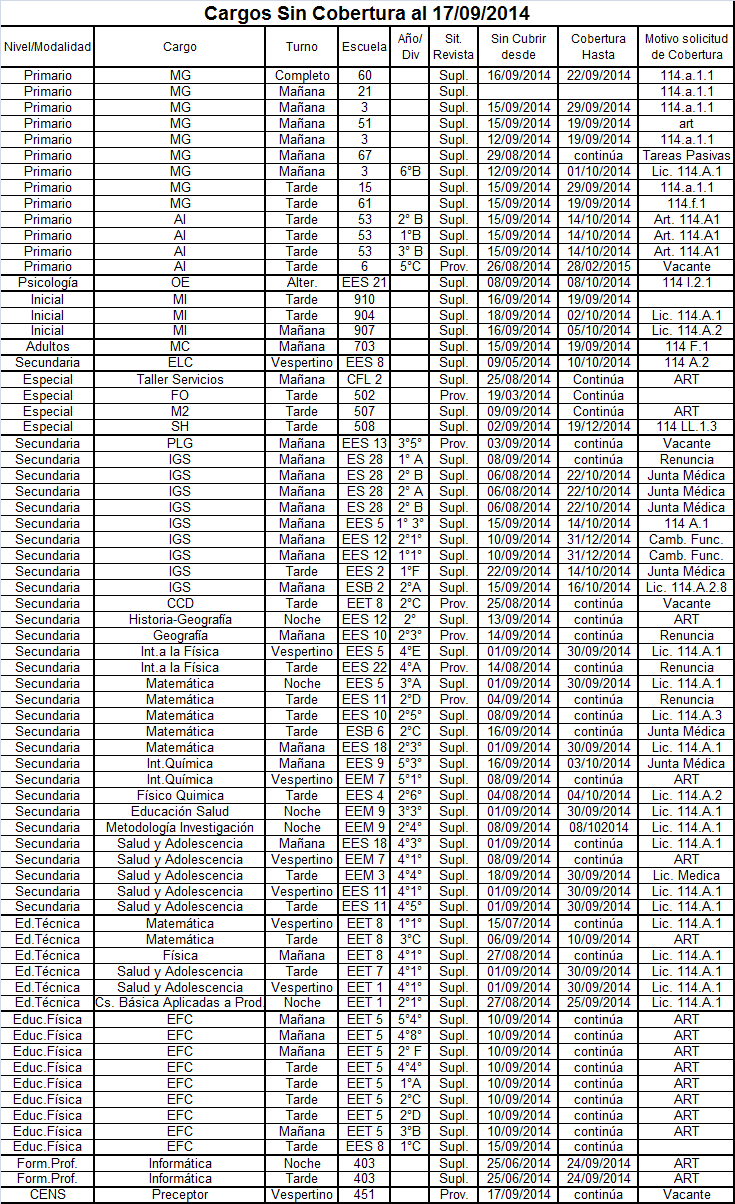 Cargos Sin Cobertura al 17/09/2014
Nivel/Modalidad Cargo Turno Escuela Año/ Div Sit. Revista Sin Cubrir desde Cobertura Hasta Motivo solicitud de Cobertura
Primario MG Completo 60 Supl. 16/09/2014 22/09/2014 114.a.1.1
Primario MG Mañana 21 Supl. 114.a.1.1
Primario MG Mañana 3 Supl. 15/09/2014 29/09/2014 114.a.1.1
Primario MG Mañana 51 Supl. 15/09/2014 19/09/2014 art
Primario MG Mañana 3 Supl. 12/09/2014 19/09/2014 114.a.1.1
Primario MG Mañana 67 Supl. 29/08/2014 continúa Tareas Pasivas
Primario MG Mañana 3 6°B Supl. 12/09/2014 01/10/2014 Lic. 114.A.1
Primario MG Tarde 15 Supl. 15/09/2014 29/09/2014 114.a.1.1
Primario MG Tarde 61 Supl. 15/09/2014 19/09/2014 114.f.1
Primario AI Tarde 53 2° B Supl. 15/09/2014 14/10/2014 Art. 114.A1
Primario AI Tarde 53 1°B Supl. 15/09/2014 14/10/2014 Art. 114.A1
Primario AI Tarde 53 3° B Supl. 15/09/2014 14/10/2014 Art. 114.A1
Primario AI Tarde 6 5°C Prov. 26/08/2014 28/02/2015 Vacante
Psicología OE Alter. EES 21 Supl. 08/09/2014 08/10/2014 114 I.2.1
Inicial MI Tarde 910 Supl. 16/09/2014 19/09/2014
Inicial MI Tarde 904 Supl. 18/09/2014 02/10/2014 Lic. 114.A.1
Inicial MI Mañana 907 Supl. 16/09/2014 05/10/2014 Lic. 114.A.2
Adultos MC Mañana 703 Supl. 15/09/2014 19/09/2014 114 F.1
Secundaria ELC Vespertino EES 8 Supl. 09/05/2014 10/10/2014 114 A.2
Especial Taller Servicios Mañana CFL 2 Supl. 25/08/2014 Continúa ART
Especial FO Tarde 502 Prov. 19/03/2014 Continúa
Especial M2 Tarde 507 Supl. 09/09/2014 Continúa ART
Especial SH Tarde 508 Supl. 02/09/2014 19/12/2014 114 LL.1.3
Secundaria PLG Mañana EES 13 3°5° Prov. 03/09/2014 continúa Vacante
Secundaria IGS Mañana ES 28 1° A Supl. 08/09/2014 continúa Renuncia
Secundaria IGS Mañana ES 28 2° B Supl. 06/08/2014 22/10/2014 Junta Médica
Secundaria IGS Mañana ES 28 2° A Supl. 06/08/2014 22/10/2014 Junta Médica
Secundaria IGS Mañana ES 28 2° B Supl. 06/08/2014 22/10/2014 Junta Médica
Secundaria IGS Mañana EES 5 1° 3° Supl. 15/09/2014 14/10/2014 114 A.1
Secundaria IGS Mañana EES 12 2°1° Supl. 10/09/2014 31/12/2014 Camb. Func.
Secundaria IGS Mañana EES 12 1°1° Supl. 10/09/2014 31/12/2014 Camb. Func.
Secundaria IGS Tarde EES 2 1°F Supl. 22/09/2014 14/10/2014 Junta Médica
Secundaria IGS Mañana ESB 2 2°A Supl. 15/09/2014 16/10/2014 Lic. 114.A.2.8
Secundaria CCD Tarde EET 8 2°C Prov. 25/08/2014 continúa Vacante
Secundaria Historia-Geografía Noche EES 12 2° Supl. 13/09/2014 continúa ART
Secundaria Geografía Mañana EES 10 2°3° Prov. 14/09/2014 continúa Renuncia
Secundaria Int.a la Física Vespertino EES 5 4°E Supl. 01/09/2014 30/09/2014 Lic. 114.A.1
Secundaria Int.a la Física Tarde EES 22 4°A Prov. 14/08/2014 continúa Renuncia
Secundaria Matemática Noche EES 5 3°A Supl. 01/09/2014 30/09/2014 Lic. 114.A.1
Secundaria Matemática Tarde EES 11 2°D Prov. 04/09/2014 continúa Renuncia
Secundaria Matemática Tarde EES 10 2°5° Supl. 08/09/2014 continúa Lic. 114.A.3
Secundaria Matemática Tarde ESB 6 2°C Supl. 16/09/2014 continúa Junta Médica
Secundaria Matemática Mañana EES 18 2°3° Supl. 01/09/2014 30/09/2014 Lic. 114.A.1
Secundaria Int.Química Mañana EES 9 5°3° Supl. 16/09/2014 03/10/2014 Junta Médica
Secundaria Int.Química Vespertino EEM 7 5°1° Supl. 08/09/2014 continúa ART
Secundaria Físico Quimica Tarde EES 4 2°6° Supl. 04/08/2014 04/10/2014 Lic. 114.A.2
Secundaria Educación Salud Noche EEM 9 3°3° Supl. 01/09/2014 30/09/2014 Lic. 114.A.1
Secundaria Metodología Investigación Noche EEM 9 2°4° Supl. 08/09/2014 08/102014 Lic. 114.A.1
Secundaria Salud y Adolescencia Mañana EES 18 4°3° Supl. 01/09/2014 continúa Lic. 114.A.1
Secundaria Salud y Adolescencia Vespertino EEM 7 4°1° Supl. 08/09/2014 continúa ART
Secundaria Salud y Adolescencia Tarde EEM 3 4°4° Supl. 18/09/2014 30/09/2014 Lic. Medica
Secundaria Salud y Adolescencia Vespertino EES 11 4°1° Supl. 01/09/2014 30/09/2014 Lic. 114.A.1
Secundaria Salud y Adolescencia Tarde EES 11 4°5° Supl. 01/09/2014 30/09/2014 Lic. 114.A.1
Ed.Técnica Matemática Vespertino EET 8 1°1° Supl. 15/07/2014 continúa Lic. 114.A.1
Ed.Técnica Matemática Tarde EET 8 3°C Supl. 06/09/2014 10/09/2014 ART
Ed.Técnica Física Mañana EET 8 4°1° Supl. 27/08/2014 continúa Lic. 114.A.1
Ed.Técnica Salud y Adolescencia Tarde EET 7 4°1° Supl. 01/09/2014 30/09/2014 Lic. 114.A.1
Ed.Técnica Salud y Adolescencia Vespertino EET 1 4°1° Supl. 01/09/2014 30/09/2014 Lic. 114.A.1
Ed.Técnica Cs. Básica Aplicadas a Prod. Noche EET 1 2°1° Supl. 27/08/2014 25/09/2014 Lic. 114.A.1
Educ.Física EFC Mañana EET 5 5°4° Supl. 10/09/2014 continúa ART
Educ.Física EFC Mañana EET 5 4°8° Supl. 10/09/2014 continúa ART
Educ.Física EFC Mañana EET 5 2° F Supl. 10/09/2014 continúa ART
Educ.Física EFC Tarde EET 5 4°4° Supl. 10/09/2014 continúa ART
Educ.Física EFC Tarde EET 5 1°A Supl. 10/09/2014 continúa ART
Educ.Física EFC Tarde EET 5 2°C Supl. 10/09/2014 continúa ART
Educ.Física EFC Tarde EET 5 2°D Supl. 10/09/2014 continúa ART
Educ.Física EFC Mañana EET 5 3°B Supl. 10/09/2014 continúa ART
Educ.Física EFC Tarde EES 8 1°C Supl. 15/09/2014 continúa
Form.Prof. Informática Noche 403 Supl. 25/06/2014 24/09/2014 ART
Form.Prof. Informática Tarde 403 Supl. 25/06/2014 24/09/2014 ART
CENS Preceptor Vespertino 451 Prov. 17/09/2014 continúa Vacante